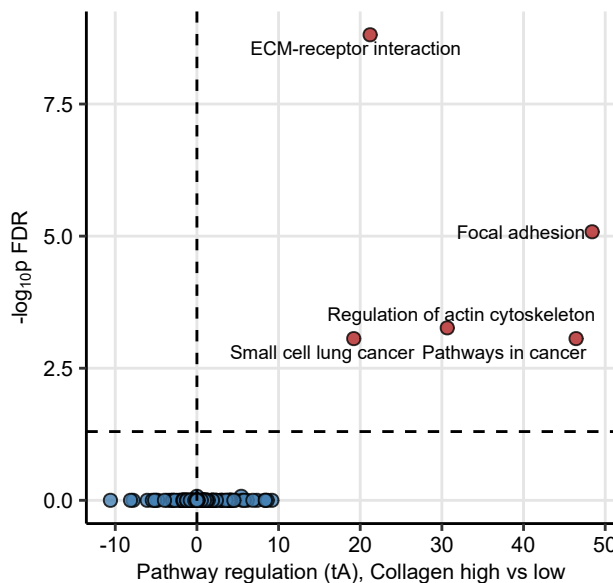 ECM-receptor interaction
7.5
Focal adhesion
5.0
-log10p FDR
Regulation of actin cytoskeleton
Small cell lung cancer Pathways in cancer
2.5
0.0
-10 0 10 20 30 40 50
Pathway regulation (tA), Collagen high vs low